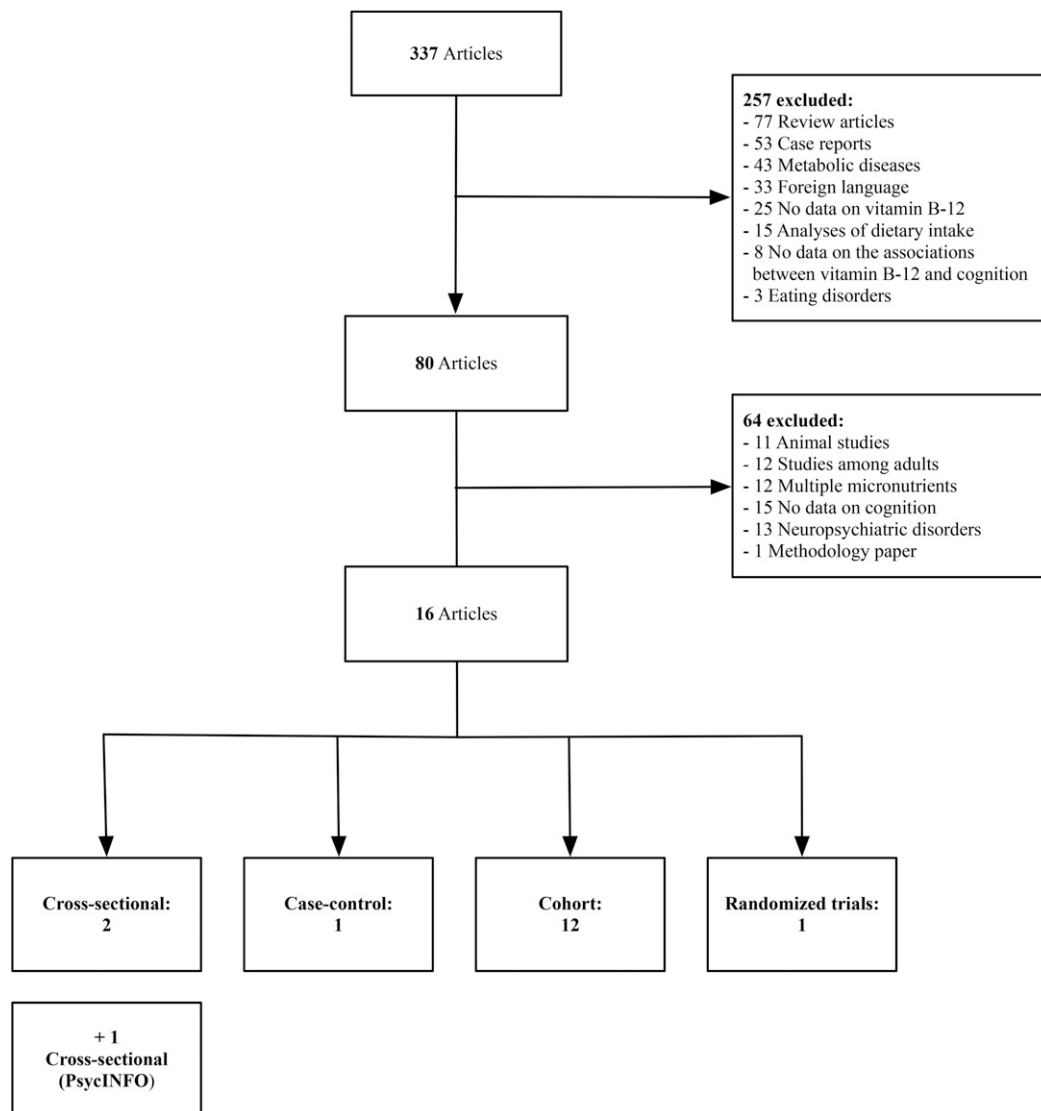 337 Articles
257 excluded:
- 77 Review articles
- 53 Case reports
- 43 Metabolic diseases
- 33 Foreign language
- 25 No data on vitamin B-12
- 15 Analyses of dietary intake
- 8 No data on the associations
between vitamin B-12 and cognition
- 3 Eating disorders
80 Articles
64 excluded:
- 11 Animal studies
- 12 Studies among adults
- 12 Multiple micronutrients
- 15 No data on cognition
- 13 Neuropsychiatric disorders
- 1 Methodology paper
16 Articles
Cross-sectional:
2
Case-control:
1
Cohort:
12
Randomized trials:
1
+ 1
Cross-sectional
(PsycINFO)